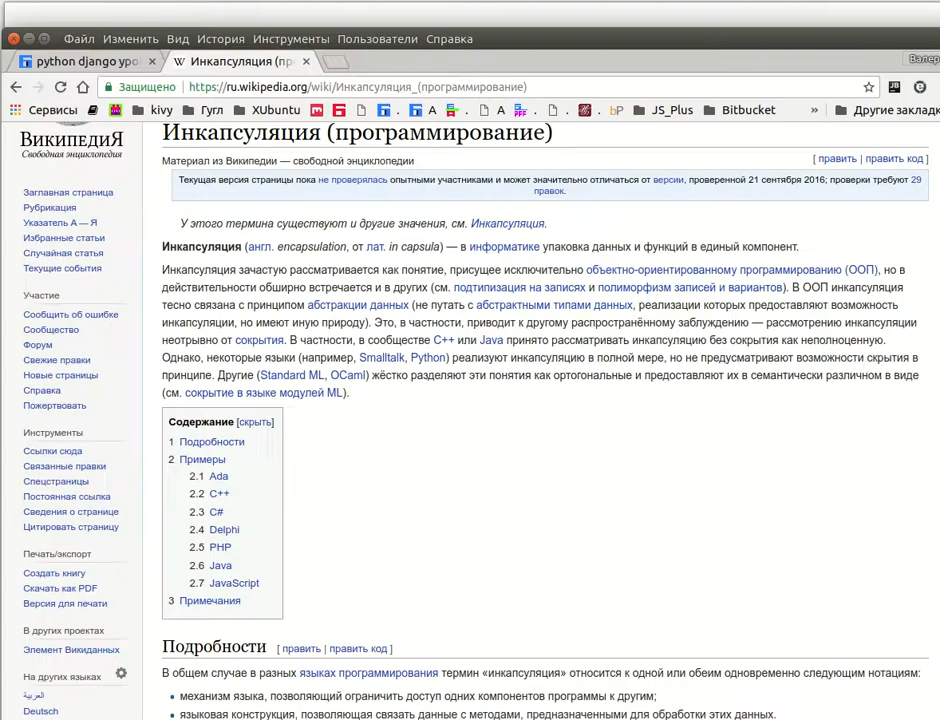 Файл Изменить Вид История Инструменты Пользователи Справка
python django уро × Инкапсуляция (пр ×
Валер
Защищено https://ru.wikipedia.org/wiki/Инкапсуляция_(программирование)
Сервисы kivy Гугл XUbuntu A A bP JS_Plus Bitbucket » Другие закладк
ВИКИПЕДИЯ
Свободная энциклопедия
Заглавная страница
Рубрикация
Указатель А — Я
Избранные статьи
Случайная статья
Текущие события
Участие
Сообщить об ошибке
Сообщество
Форум
Свежие правки
Новые страницы
Справка
Пожертвовать
Инструменты
Ссылки сюда
Связанные правки
Спецстраницы
Постоянная ссылка
Сведения о странице
Цитировать страницу
Печать/экспорт
Создать книгу
Скачать как PDF
Версия для печати
В других проектах
Элемент Викиданных
На других языках
العربية
Deutsch
Инкапсуляция (программирование)
Материал из Википедии — свободной энциклопедии [ править | править код ]
Текущая версия страницы пока не проверялась опытными участниками и может значительно отличаться от версии, проверенной 21 сентября 2016; проверки требуют 29
правок.
У этого термина существуют и другие значения, см. Инкапсуляция.
Инкапсуляция (англ. encapsulation, от лат. in capsula) — в информатике упаковка данных и функций в единый компонент.
Инкапсуляция зачастую рассматривается как понятие, присущее исключительно объектно-ориентированному программированию (ООП), но в
действительности обширно встречается и в других (см. подтипизация на записях и полиморфизм записей и вариантов). В ООП инкапсуляция
тесно связана с принципом абстракции данных (не путать с абстрактными типами данных, реализации которых предоставляют возможность
инкапсуляции, но имеют иную природу). Это, в частности, приводит к другому распространённому заблуждению — рассмотрению инкапсуляции
неотрывно от сокрытия. В частности, в сообществе C++ или Java принято рассматривать инкапсуляцию без сокрытия как неполноценную.
Однако, некоторые языки (например, Smalltalk, Python) реализуют инкапсуляцию в полной мере, но не предусматривают возможности скрытия в
принципе. Другие (Standard ML, OCaml) жёстко разделяют эти понятия как ортогональные и предоставляют их в семантически различном в виде
(см. сокрытие в языке модулей ML).
Содержание [скрыть]
1 Подробности
2 Примеры
2.1 Ada
2.2 C++
2.3 C#
2.4 Delphi
2.5 PHP
2.6 Java
2.7 JavaScript
3 Примечания
Подробности [ править | править код ]
В общем случае в разных языках программирования термин «инкапсуляция» относится к одной или обеим одновременно следующим нотациям:
• механизм языка, позволяющий ограничить доступ одних компонентов программы к другим;
• языковая конструкция, позволяющая связать данные с методами, предназначенными для обработки этих данных.